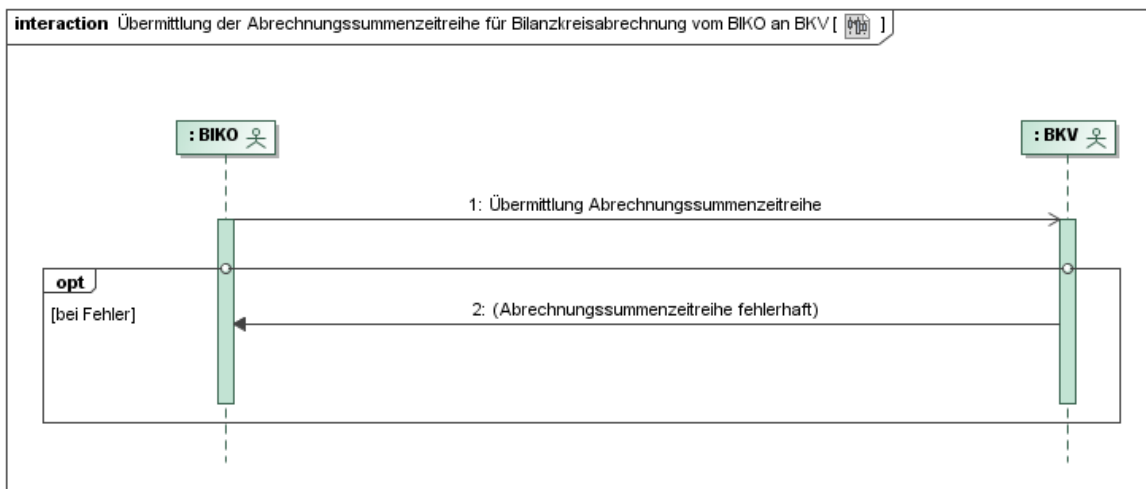 interaction Übermittlung der Abrechnungssummenzeitreihe für Bilanzkreisabrechnung vom BIKO an BKV [ ]
: BIKO
: BKV
1: Übermittlung Abrechnungssummenzeitreihe
opt
[bei Fehler]
2: (Abrechnungssummenzeitreihe fehlerhaft)